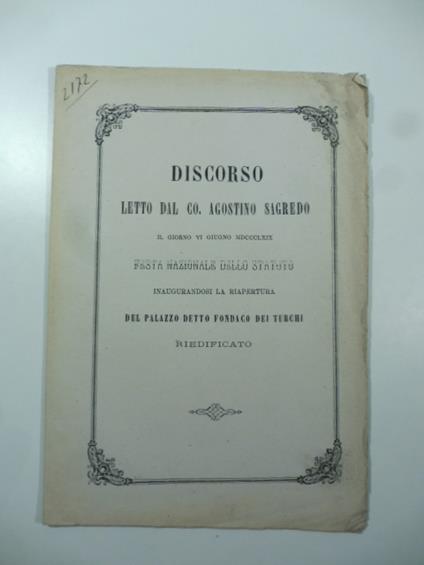 2172
DISCORSO
LETTO DAL CO. AGOSTINO SAGREDO
IL GIORNO VI GIUGNO MDCCCLXIX
FESTA NAZIONALE DELLO STATUTO
INAUGURANDOSI LA RIAPERTURA
DEL PALAZZO DETTO FONDACO DEI TURCHI
RIEDIFICATO